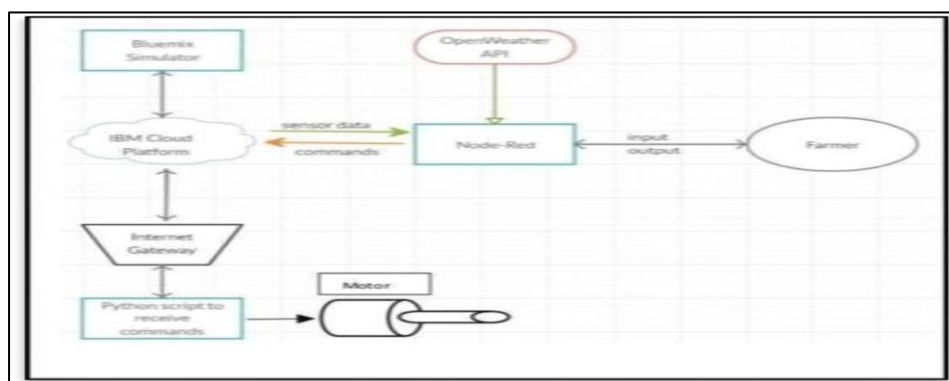 Bluemix
Simulator
OpenWeather
API
IBM Cloud
Platform
sensor data
commands
Node-Red
input
output
Farmer
Internet
Gateway
Motor
Python script to
receive
commands